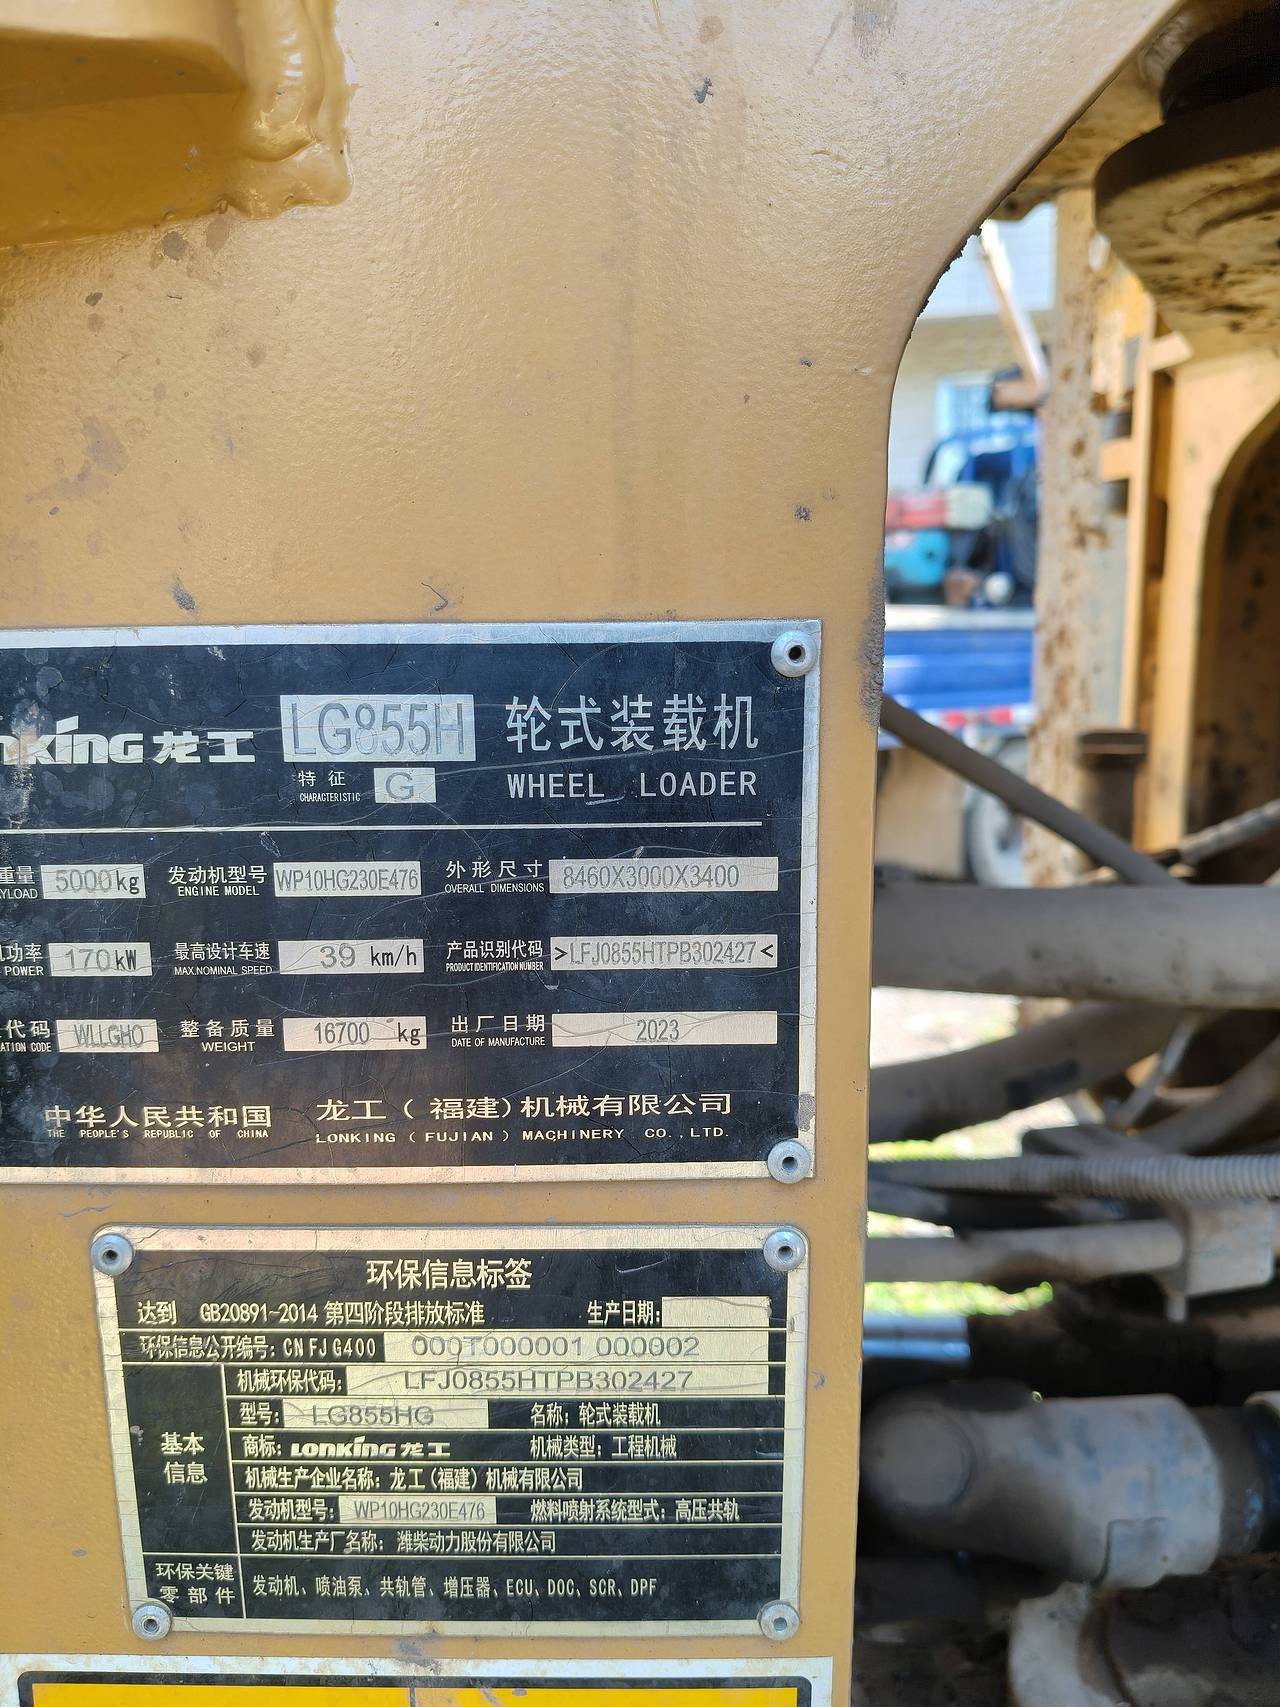 nKing 龙工 LG855H 轮式装载机
特征 G
CHARACTERISTIC
WHEEL LOADER
重量 5000kg 发动机型号 WP10HG230E476 外形尺寸 8460X3000X3400
YLOAD ENGINE MODEL OVERALL DIMENSIONS
功率 170kW 最高设计车速 39 km/h 产品识别代码 >LFJ0855HTPB302427<
POWER MAX.NOMINAL SPEED PRODUCT IDENTIFICATION NUMBER
代码 WLLGHO 整备质量 16700 kg 出厂日期 2023
ATION CODE WEIGHT DATE OF MANUFACTURE
中华人民共和国 龙工(福建)机械有限公司
THE PEOPLE'S REPUBLIC OF CHINA LONKING (FUJIAN) MACHINERY CO.,LTD.
环保信息标签
达到 GB20891-2014 第四阶段排放标准 生产日期:
环保信息公开编号: CN FJ G400 000T000001 000002
机械环保代码: LFJ0855HTPB302427
型号: LG855HG 名称: 轮式装载机
基本信息
商标: LonKing 龙工 机械类型: 工程机械
机械生产企业名称: 龙工(福建)机械有限公司
发动机型号: WP10HG230E476 燃料喷射系统型式: 高压共轨
发动机生产厂名称: 潍柴动力股份有限公司
环保关键零部件 发动机、喷油泵、共轨管、增压器、ECU、DOC、SCR、DPF